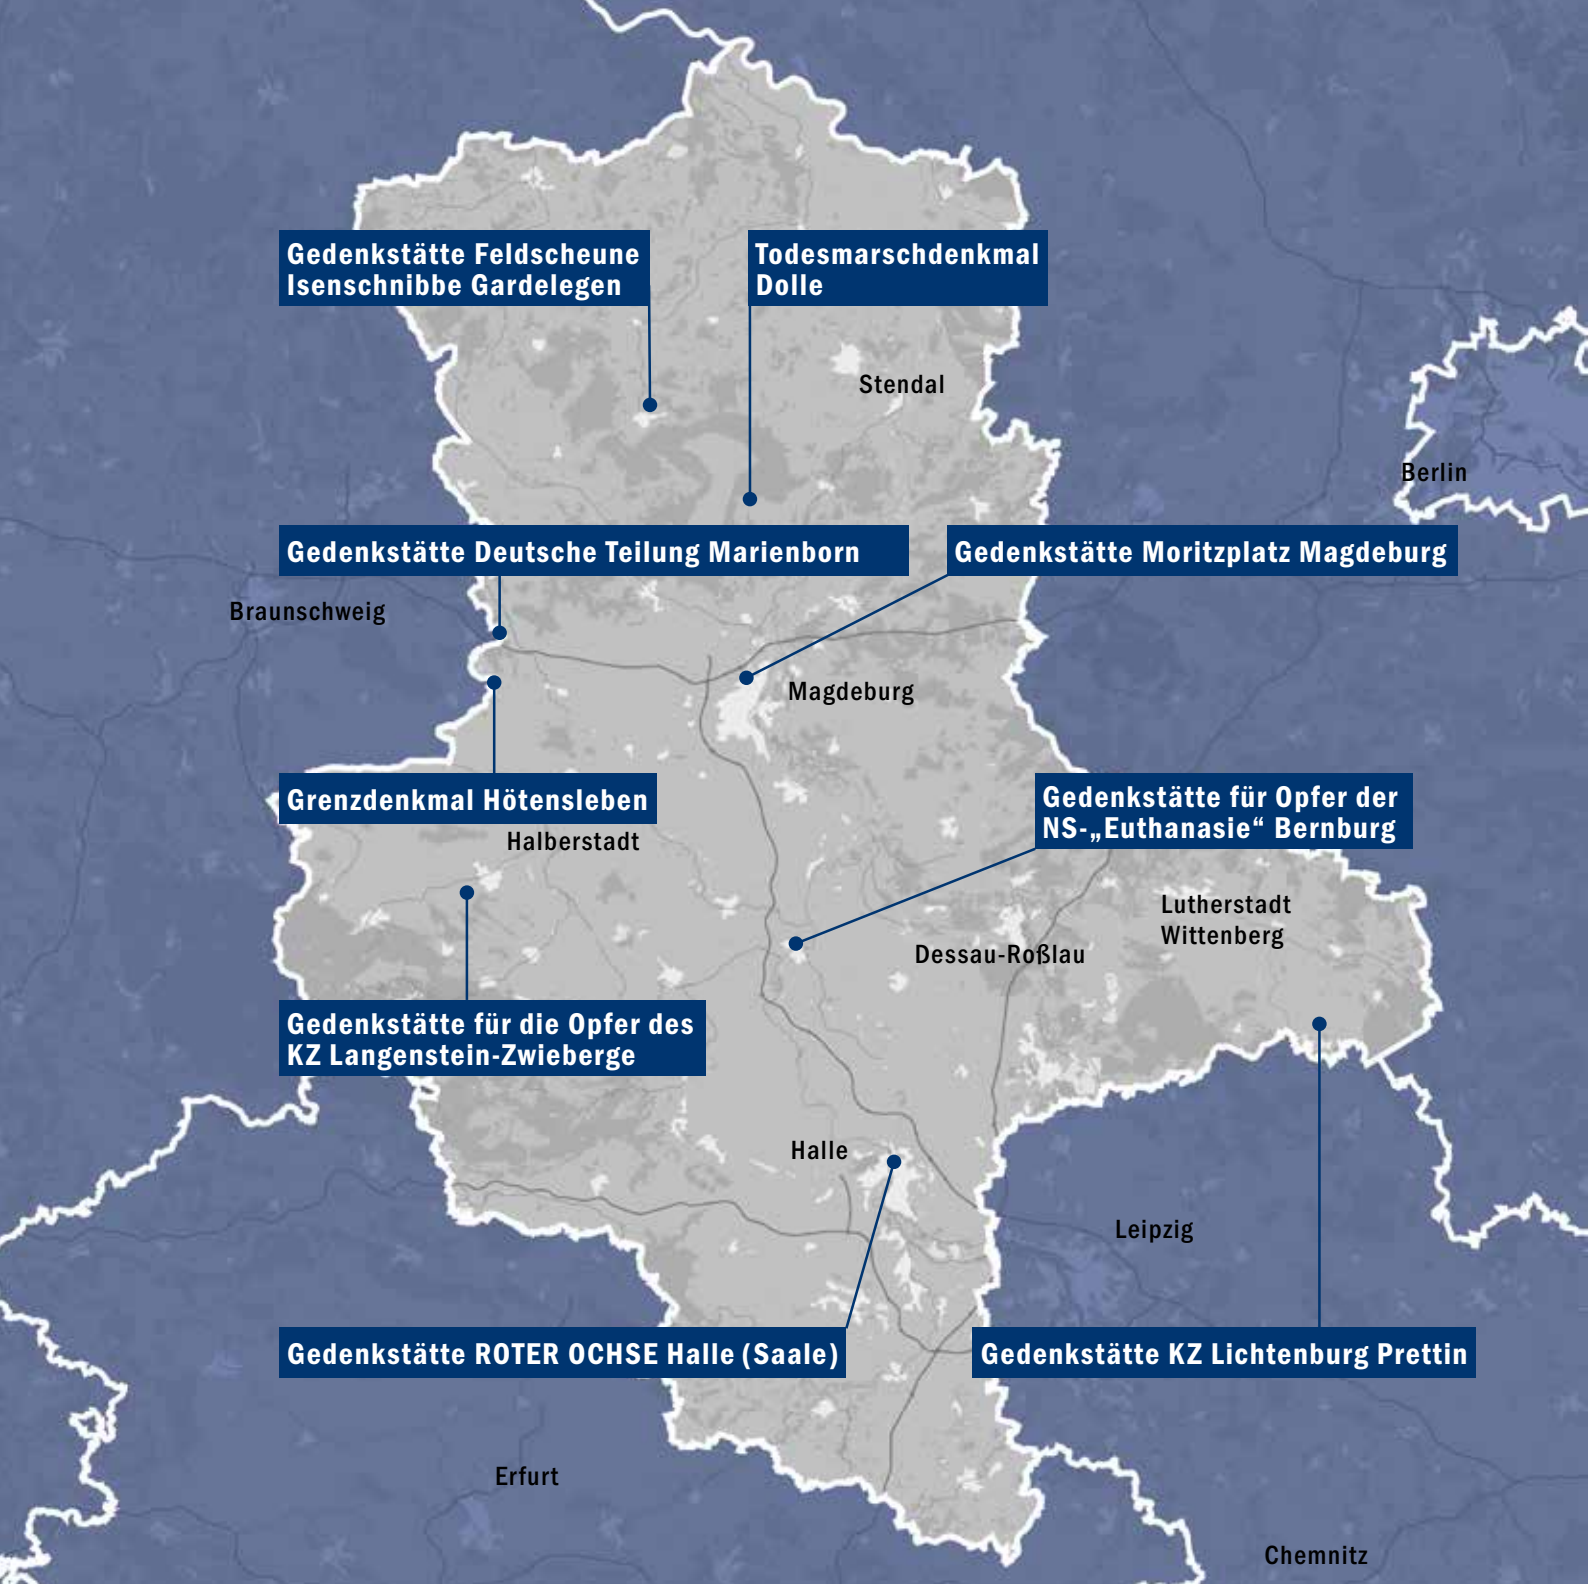 Gedenkstätte Feldscheune
Isenschnibbe Gardelegen
Todesmarschdenkmal
Dolle
Stendal
Berlin
Gedenkstätte Deutsche Teilung Marienborn
Gedenkstätte Moritzplatz Magdeburg
Braunschweig
Magdeburg
Grenzdenkmal Hötensleben
Gedenkstätte für Opfer der
NS-„Euthanasie“ Bernburg
Halberstadt
Lutherstadt
Wittenberg
Dessau-Roßlau
Gedenkstätte für die Opfer des
KZ Langenstein-Zwieberge
Halle
Leipzig
Gedenkstätte ROTER OCHSE Halle (Saale)
Gedenkstätte KZ Lichtenburg Prettin
Erfurt
Chemnitz